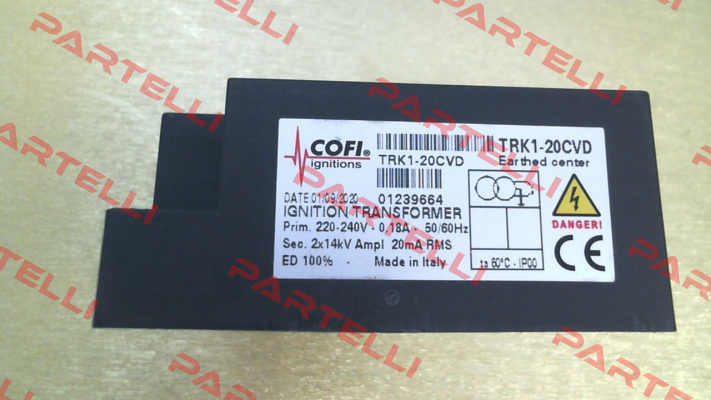 COFI®
ignitions
TRK1-20CVD
TRK1-20CVD
Earthed center
DATE:01/09/2020 01239664
IGNITION TRANSFORMER
Prim. 220-240V - 0,18A - 50/60Hz
Sec. 2x14kV Ampl 20mA RMS
ED 100% Made in Italy
ta 60°C - IP00
DANGER!
CE
PARTELLI
PARTELLI
PARTELLI
PARTELLI
PARTELLI
PARTELLI
PARTELLI
PARTELLI